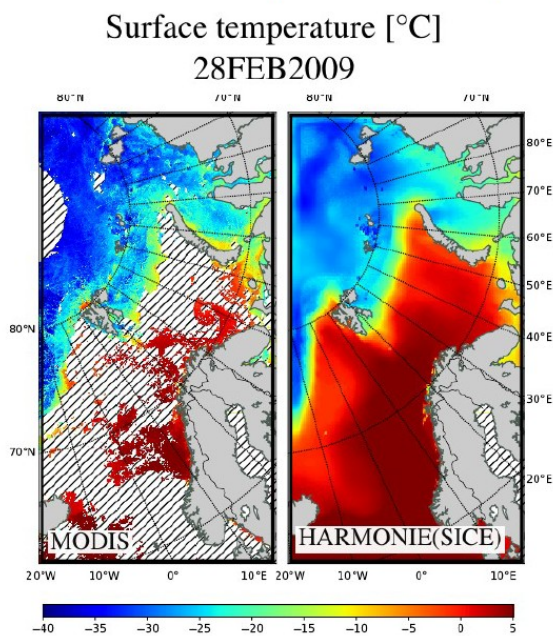 Surface temperature [°C]
28FEB2009
80°N 70°N 80°N 70°N
80°E
70°E
60°E
50°E
40°E
80°N
30°E
70°N
20°E
MODIS HARMONIE(SICE)
20°W 10°W 0° 10°E 20°W 10°W 0° 10°E
−40 −35 −30 −25 −20 −15 −10 −5 0 5